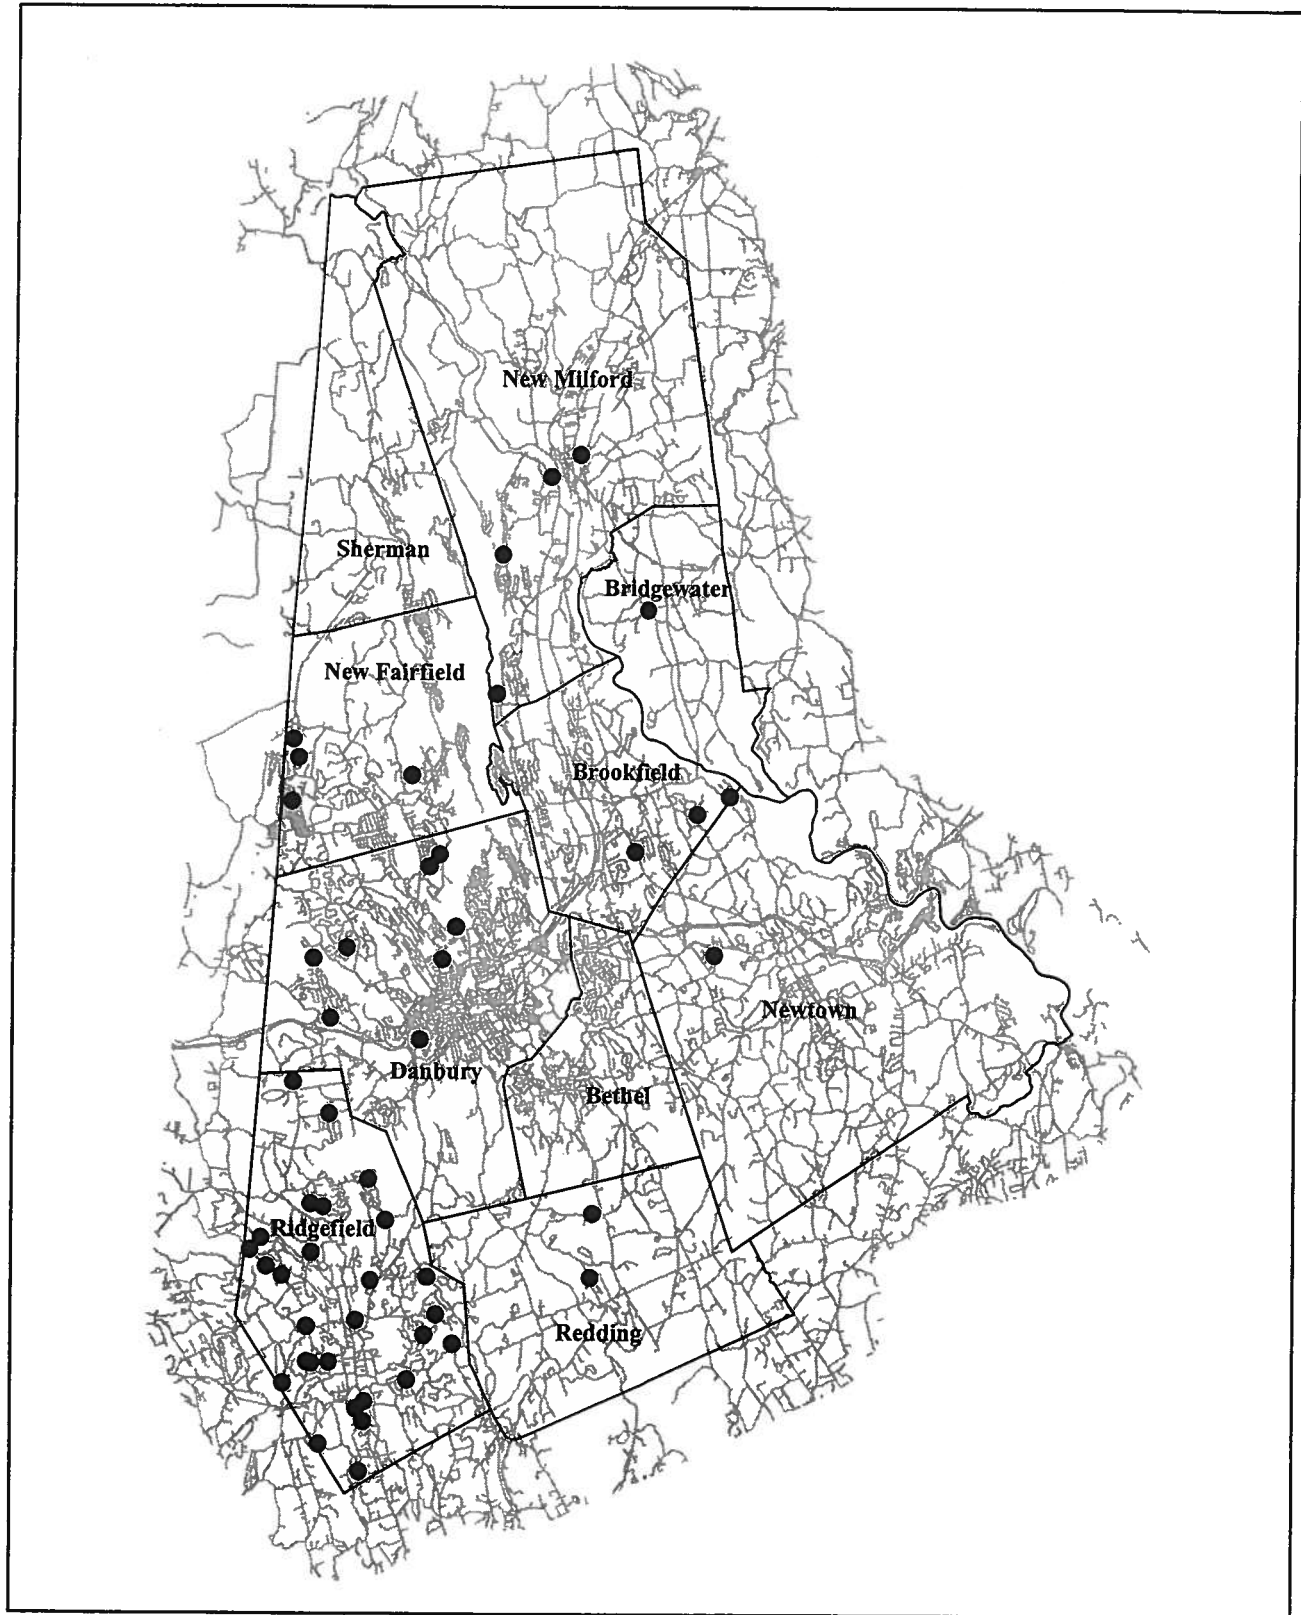 New Milford
Sherman
Bridgewater
New Fairfield
Brookfield
Newtown
Danbury
Bethel
Ridgefield
Redding